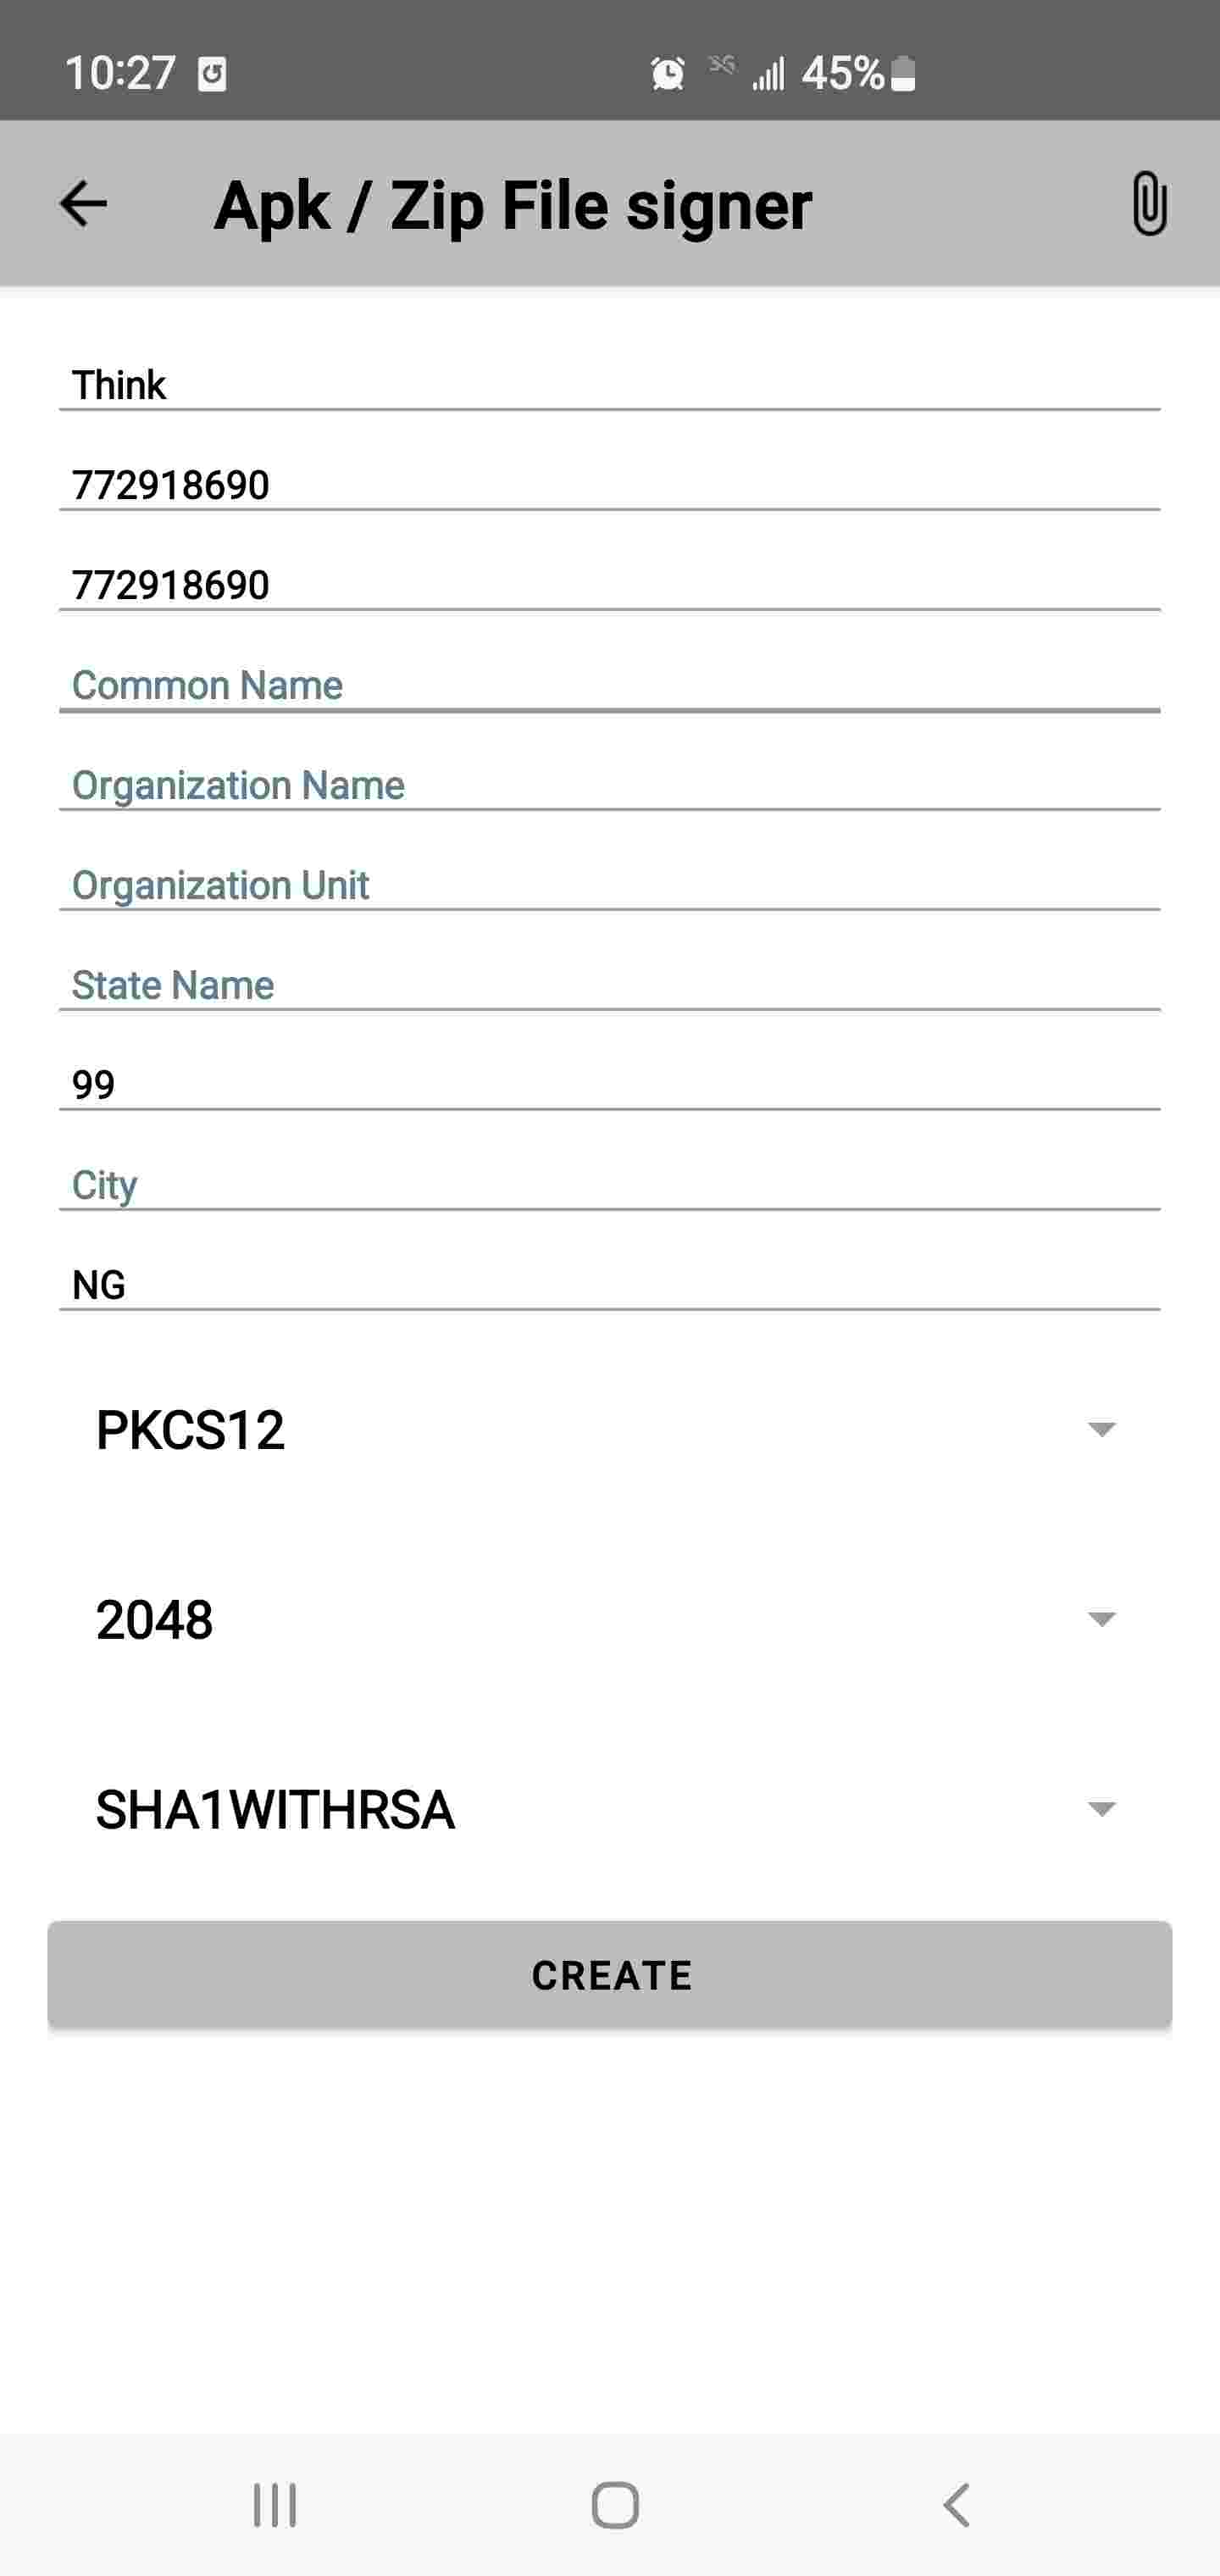 10:27 3G 45%
Apk / Zip File signer
Think
772918690
772918690
Common Name
Organization Name
Organization Unit
State Name
99
City
NG
PKCS12
2048
SHA1WITHRSA
CREATE